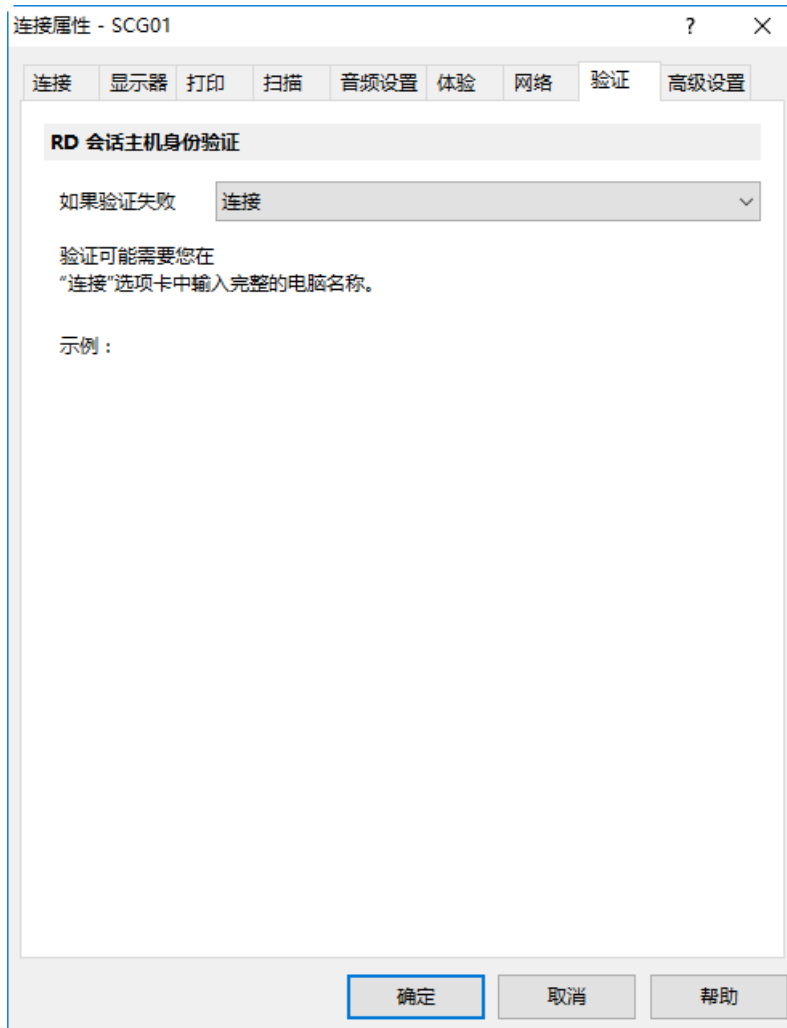 连接属性 - SCG01
?
连接 显示器 打印 扫描 音频设置 体验 网络 验证 高级设置
RD 会话主机身份验证
如果验证失败 连接
验证可能需要您在
“连接”选项卡中输入完整的电脑名称。
示例：
确定 取消 帮助